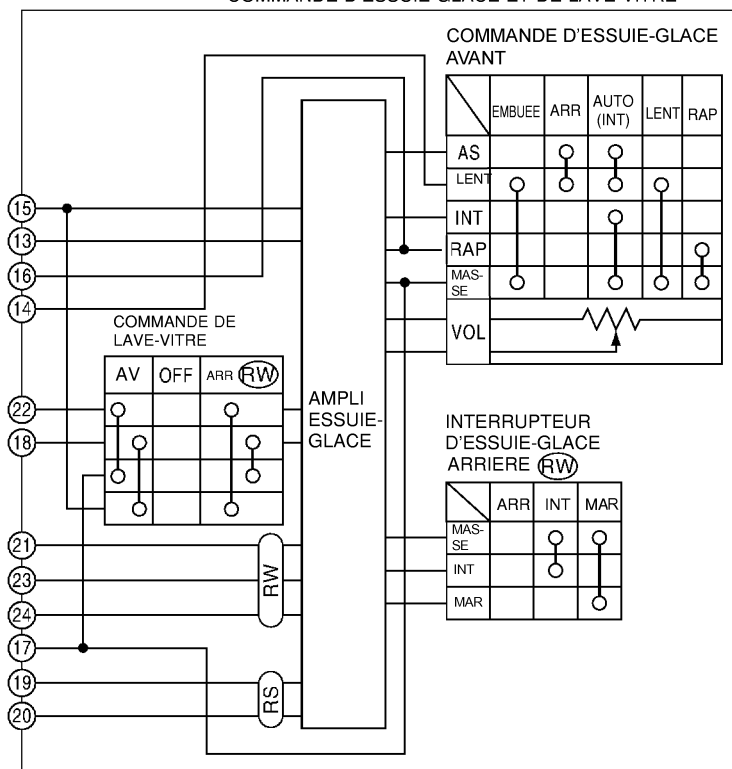 COMMANDE D'ESSUIE-GLACE ET DE LAVE-VITRE
COMMANDE D'ESSUIE-GLACE
AVANT
EMBUEE ARR AUTO (INT) LENT RAP
AS
LENT
INT
RAP
MAS-
SE
VOL
15
13
16
14
COMMANDE DE
LAVE-VITRE
AV OFF ARR RW
22
18
AMPLI
ESSUIE-
GLACE
INTERRUPTEUR
D'ESSUIE-GLACE
ARRIERE RW
ARR INT MAR
MAS-
SE
INT
MAR
21
23
24
RW
17
19
20
RS